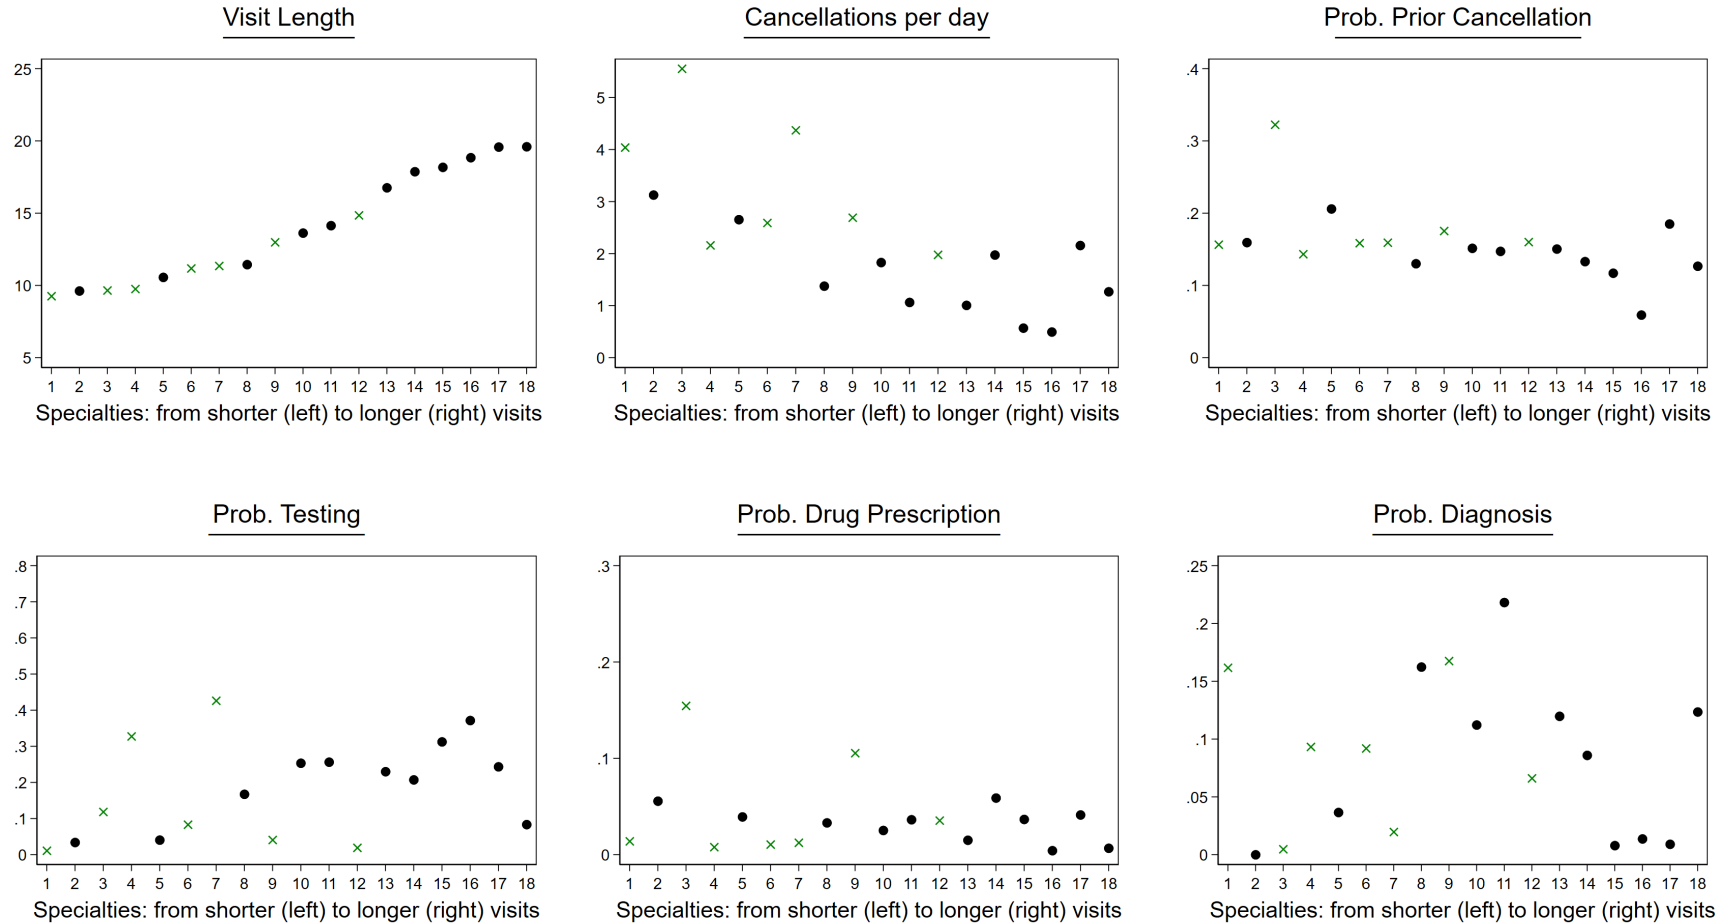 Visit Length
25
20
15
10
5
1 2 3 4 5 6 7 8 9 10 11 12 13 14 15 16 17 18
Specialties: from shorter (left) to longer (right) visits
Cancellations per day
5
4
3
2
1
0
1 2 3 4 5 6 7 8 9 10 11 12 13 14 15 16 17 18
Specialties: from shorter (left) to longer (right) visits
Prob. Prior Cancellation
.4
.3
.2
.1
0
1 2 3 4 5 6 7 8 9 10 11 12 13 14 15 16 17 18
Specialties: from shorter (left) to longer (right) visits
Prob. Testing
.8
.7
.6
.5
.4
.3
.2
.1
0
1 2 3 4 5 6 7 8 9 10 11 12 13 14 15 16 17 18
Specialties: from shorter (left) to longer (right) visits
Prob. Drug Prescription
.3
.2
.1
0
1 2 3 4 5 6 7 8 9 10 11 12 13 14 15 16 17 18
Specialties: from shorter (left) to longer (right) visits
Prob. Diagnosis
.25
.2
.15
.1
.05
0
1 2 3 4 5 6 7 8 9 10 11 12 13 14 15 16 17 18
Specialties: from shorter (left) to longer (right) visits